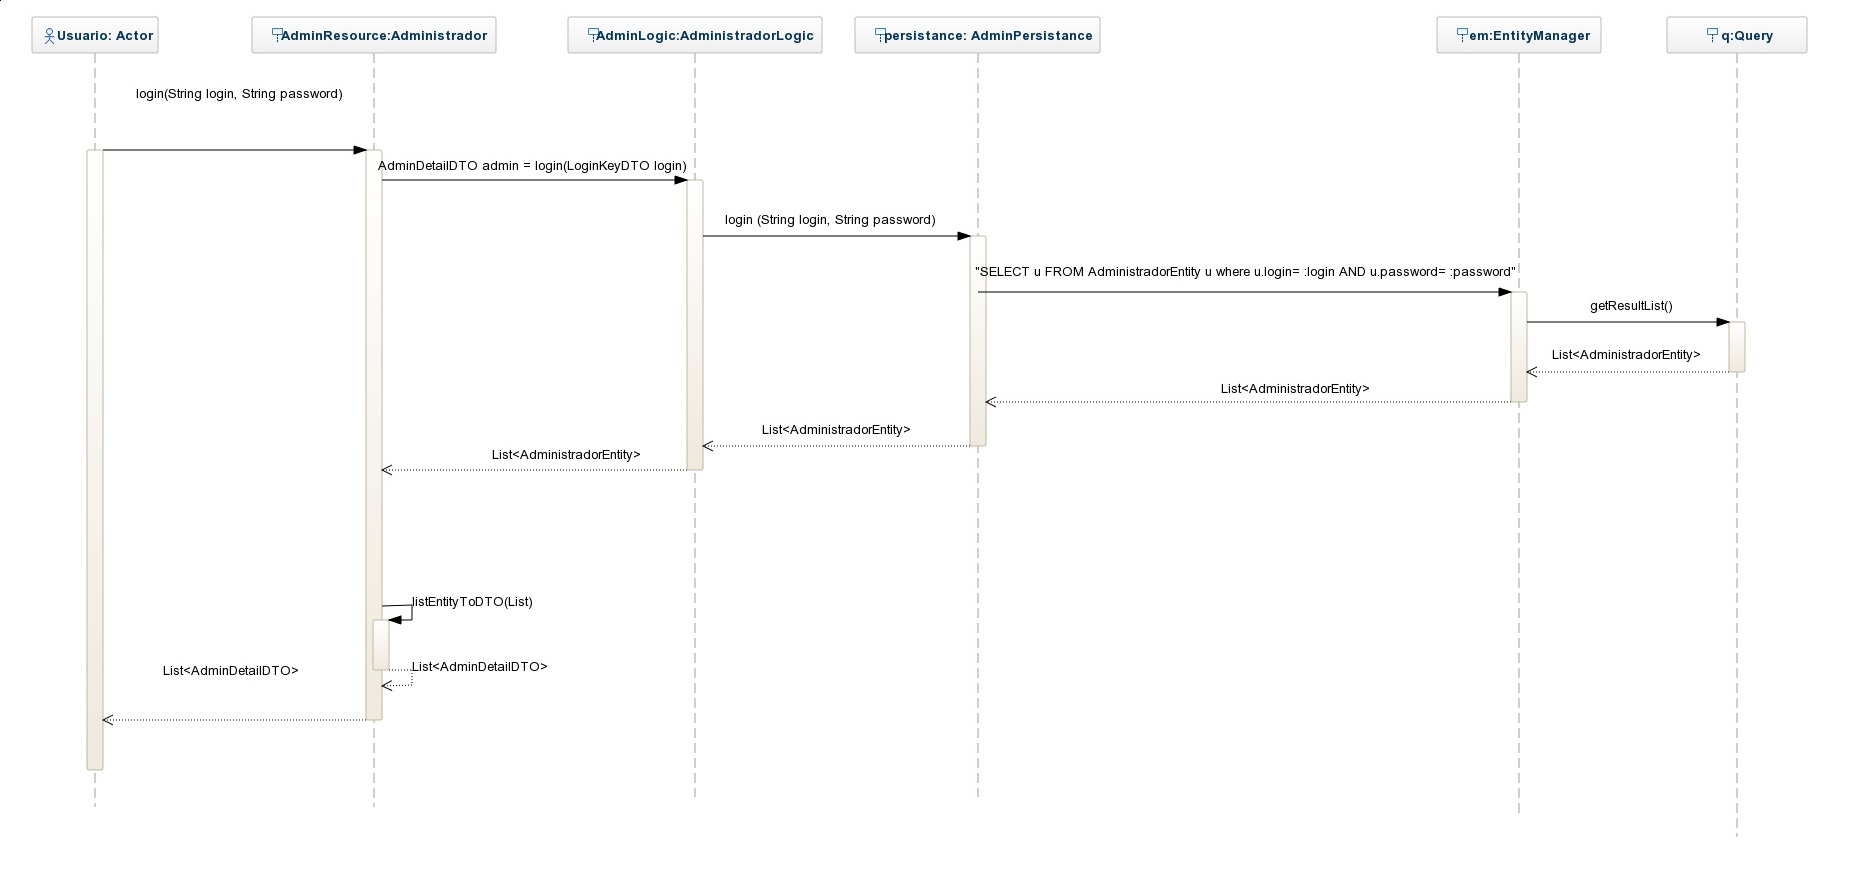 Usuario: Actor
AdminResource:Administrador
AdminLogic:AdministradorLogic
persistance: AdminPersistance
em:EntityManager
q:Query
login(String login, String password)
AdminDetailDTO admin = login(LoginKeyDTO login)
login (String login, String password)
"SELECT u FROM AdministradorEntity u where u.login= :login AND u.password= :password"
getResultList()
List<AdministradorEntity>
List<AdministradorEntity>
List<AdministradorEntity>
List<AdministradorEntity>
listEntityToDTO(List)
List<AdminDetailDTO>
List<AdminDetailDTO>